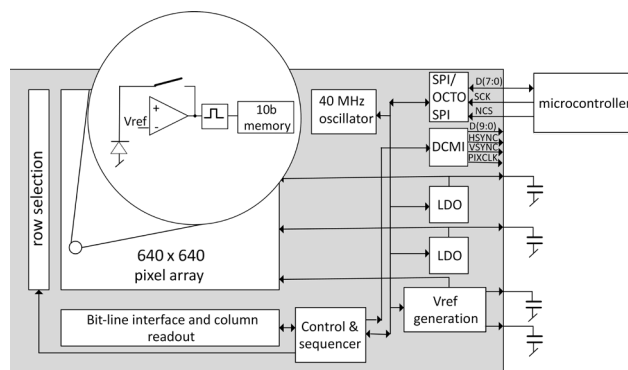 row selection
Vref
10b
memory
640 x 640
pixel array
40 MHz
oscillator
SPI/
OCTO
SPI
D(7:0)
SCK
NCS
microcontroller
D(9:0)
HSYNC
VSYNC
PIXCLK
DCMI
LDO
LDO
Vref
generation
Bit-line interface and column
readout
Control &
sequencer